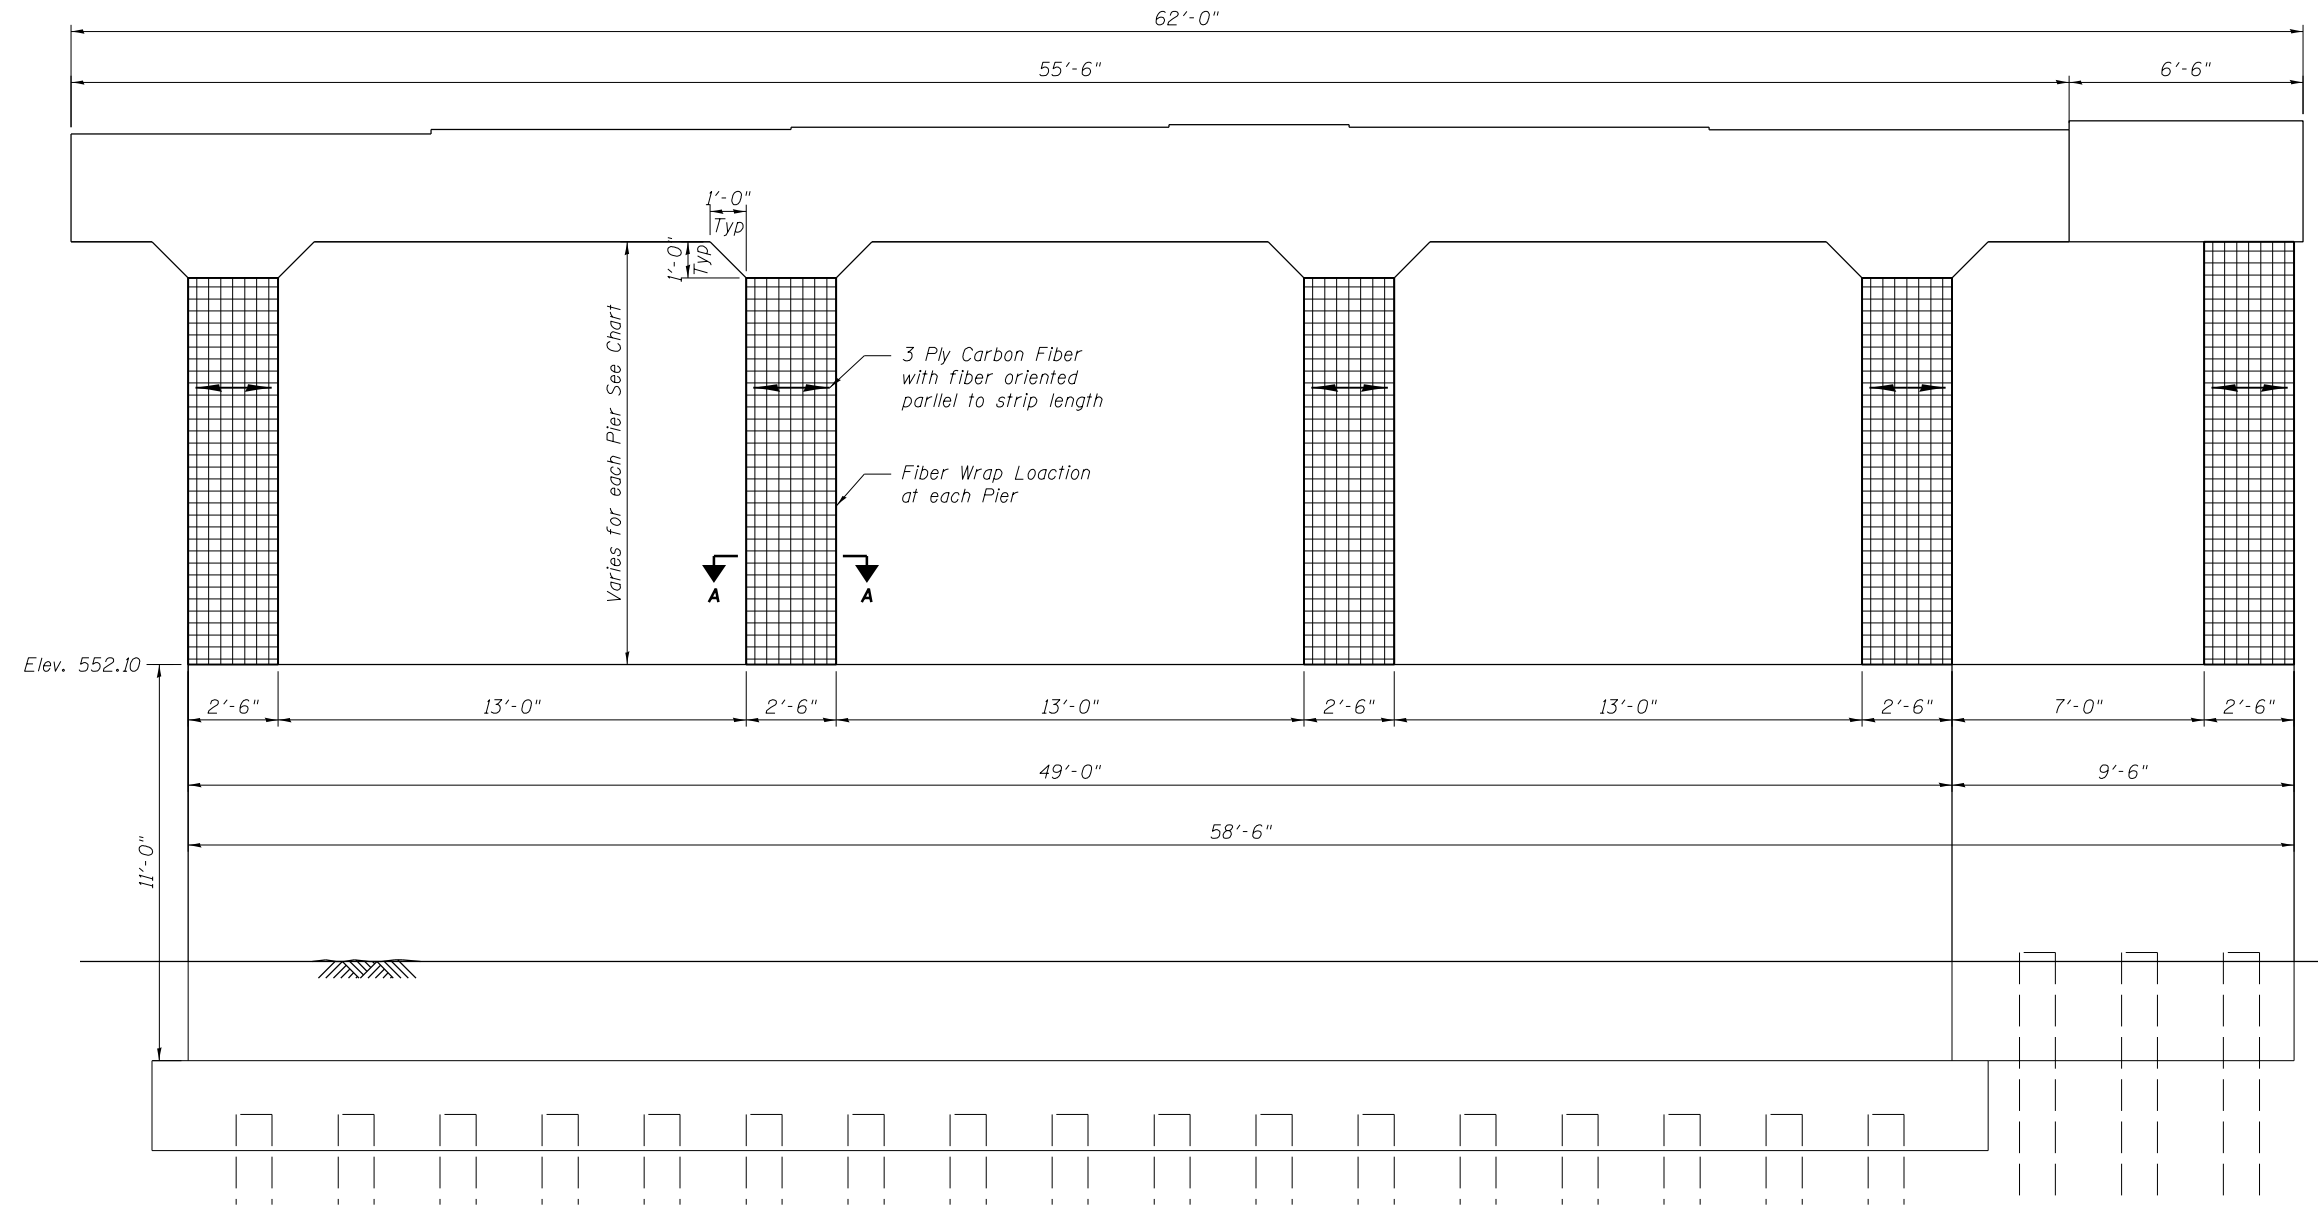 62'-0"
55'-6"
6'-6"
1'-0"
Typ
1'-0"
Typ
Varies for each Pier See Chart
3 Ply Carbon Fiber
with fiber oriented
parllel to strip length
Fiber Wrap Loaction
at each Pier
A
A
Elev. 552.10
2'-6"
13'-0"
2'-6"
13'-0"
2'-6"
13'-0"
2'-6"
7'-0"
2'-6"
49'-0"
9'-6"
58'-6"
11'-0"